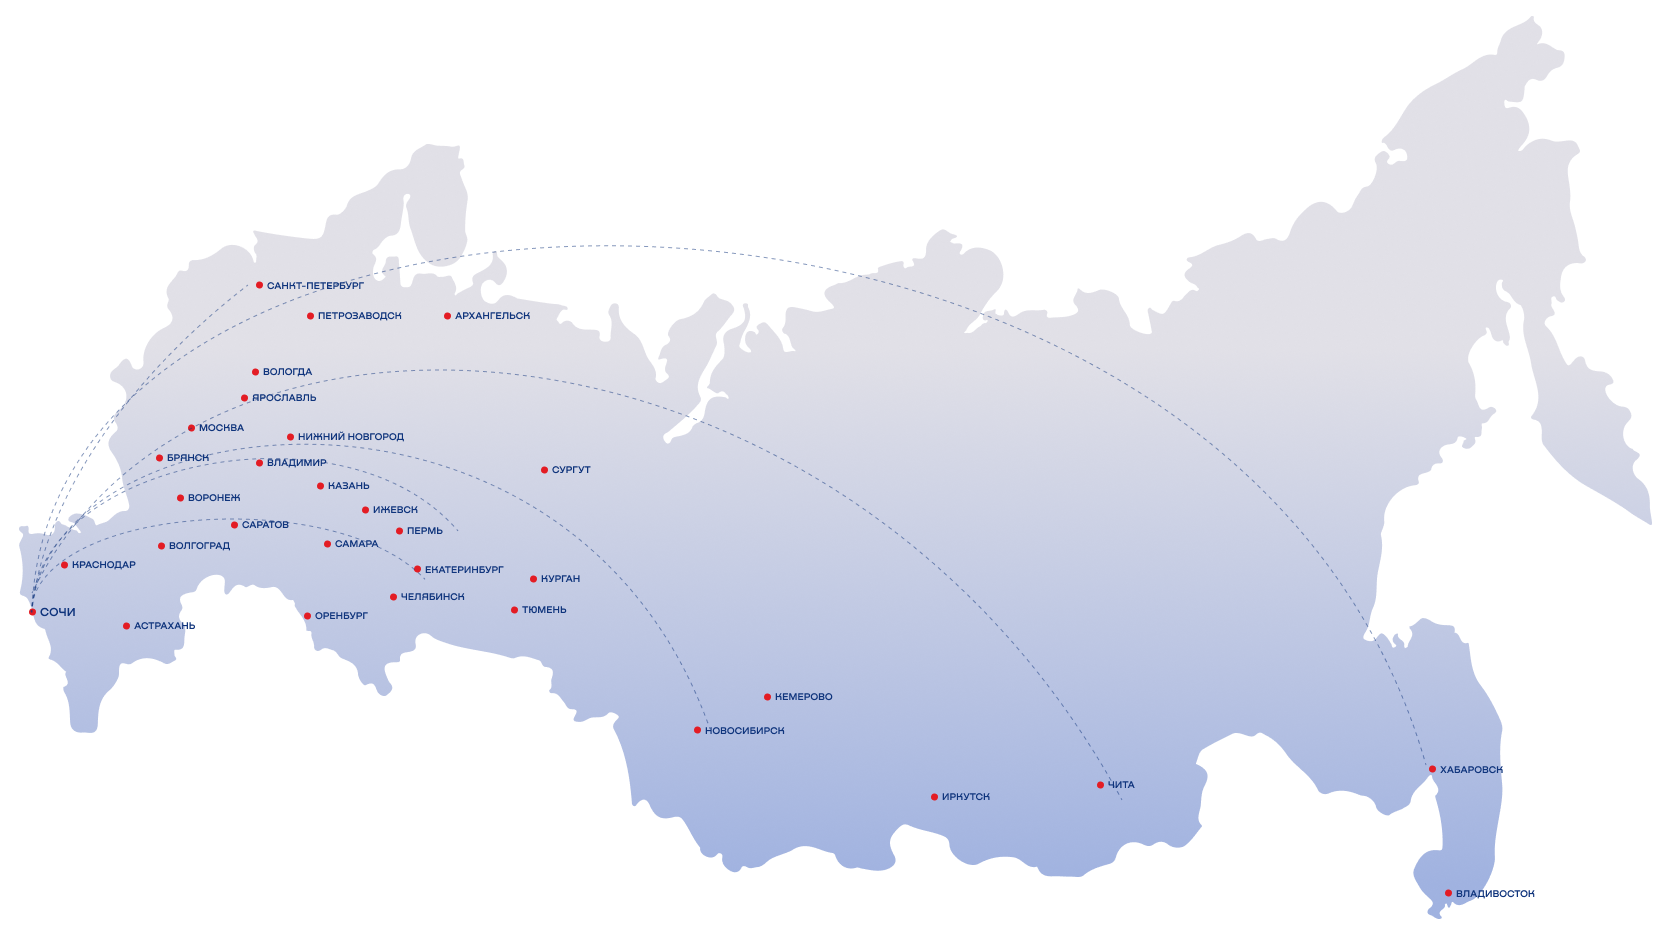 САНКТ-ПЕТЕРБУРГ
ПЕТРОЗАВОДСК
АРХАНГЕЛЬСК
ВОЛОГДА
ЯРОСЛАВЛЬ
МОСКВА
НИЖНИЙ НОВГОРОД
БРЯНСК
ВЛАДИМИР
СУРГУТ
КАЗАНЬ
ВОРОНЕЖ
ИЖЕВСК
САРАТОВ
ПЕРМЬ
ВОЛГОГРАД
САМАРА
КРАСНОДАР
ЕКАТЕРИНБУРГ
КУРГАН
ЧЕЛЯБИНСК
СОЧИ
ТЮМЕНЬ
ОРЕНБУРГ
АСТРАХАНЬ
КЕМЕРОВО
НОВОСИБИРСК
ХАБАРОВСК
ЧИТА
ИРКУТСК
ВЛАДИВОСТОК